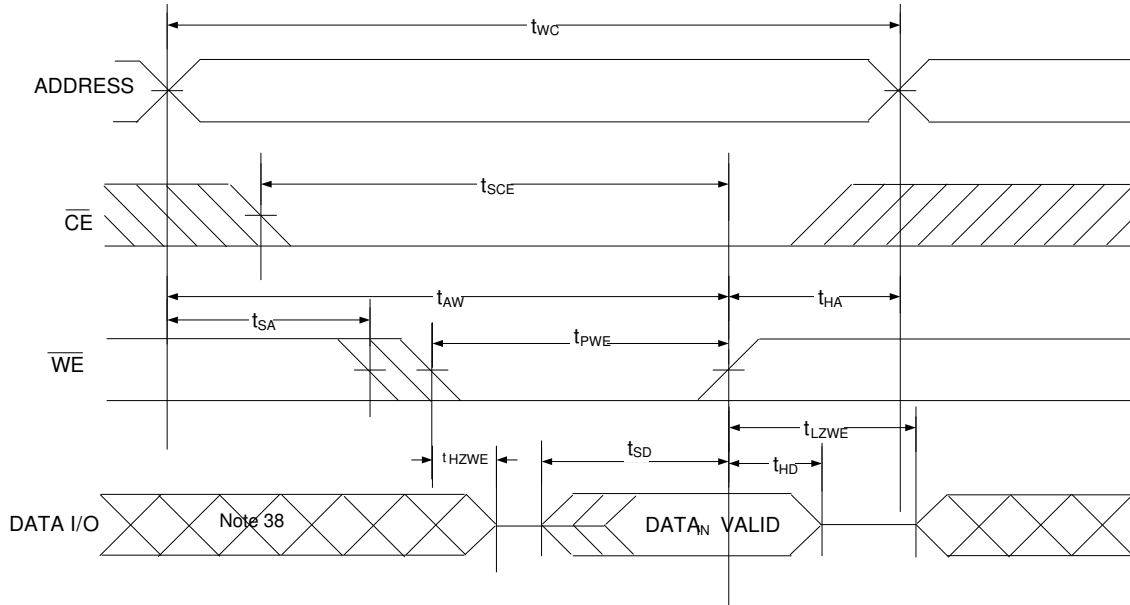 tWC
ADDRESS
tSCE
CE
tAW
tHA
tSA
tPWE
WE
tLZWE
tHZWE
tSD
tHD
DATA I/O
Note 38
DATAIN VALID